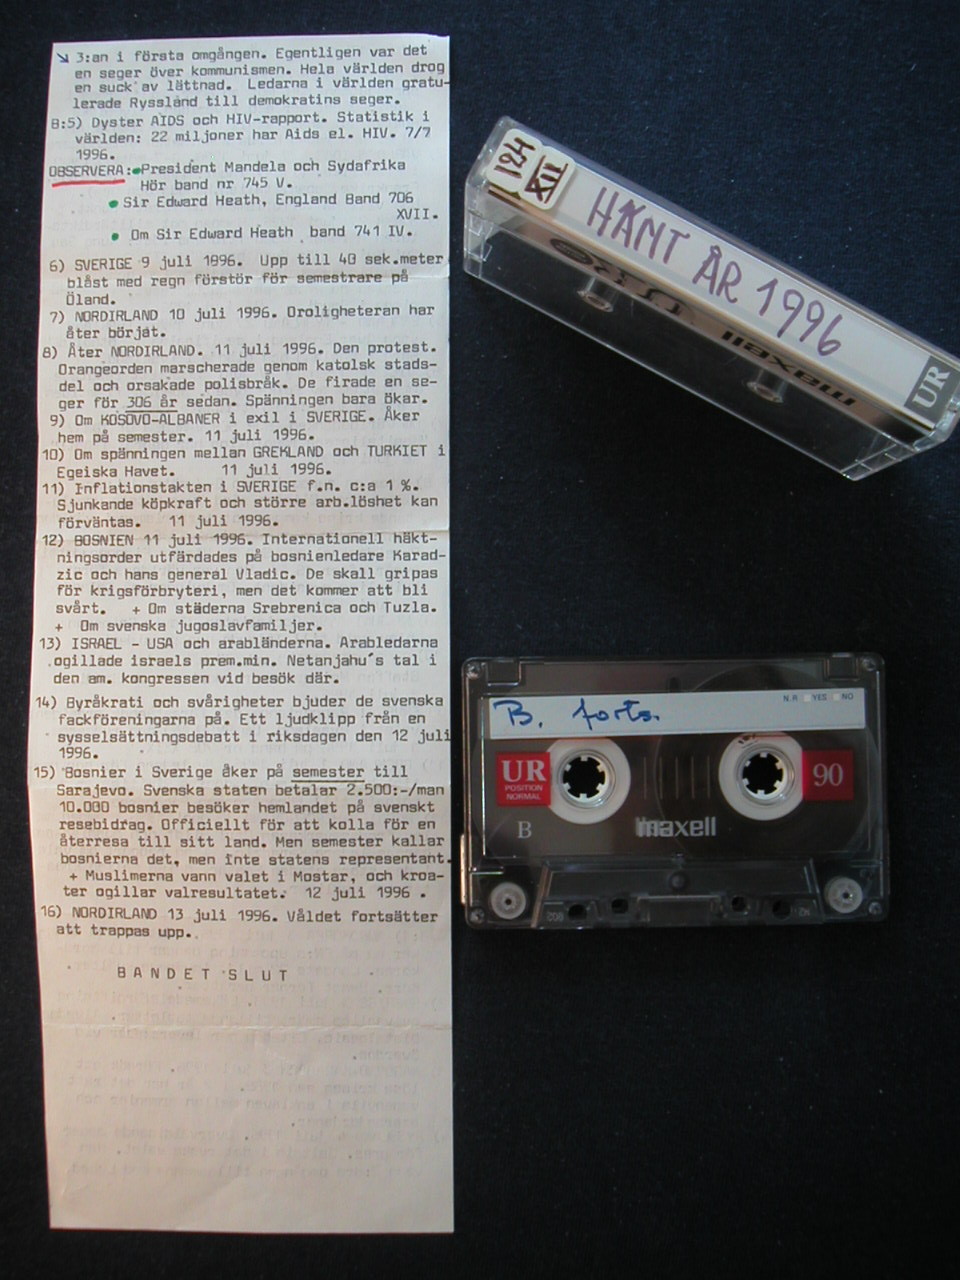 ↘ 3:an i första omgången. Egentligen var det
en seger över kommunismen. Hela världen drog
en suck av lättnad. Ledarna i världen gratu-
lerade Ryssland till demokratins seger.
B:5) Dyster AIDS och HIV-rapport. Statistik i
världen: 22 miljoner har Aids el. HIV. 7/7
1996.
OBSERVERA: President Mandela och Sydafrika
Hör band nr 745 V.
Sir Edward Heath, England Band 706
XVII.
Om Sir Edward Heath band 741 IV.
6) SVERIGE 9 juli 1996. Upp till 40 sek.meter
blåst med regn förstör för semestrare på
Öland.
7) NORDIRLAND 10 juli 1996. Oroligheteran har
åter börjat.
8) Åter NORDIRLAND. 11 juli 1996. Den protest.
Orangeorden marscherade genom katolsk stads-
del och orsakade polisbråk. De firade en se-
ger för 306 år sedan. Spänningen bara ökar.
9) Om KOSOVO-ALBANER i exil i SVERIGE. Åker
hem på semester. 11 juli 1996.
10) Om spänningen mellan GREKLAND och TURKIET i
Egeiska Havet. 11 juli 1996.
11) Inflationstakten i SVERIGE f.n. c:a 1 %.
Sjunkande köpkraft och större arb.löshet kan
förväntas. 11 juli 1996.
12) BOSNIEN 11 juli 1996. Internationell häkt-
ningsorder utfärdades på bosnienledare Karad-
zic och hans general Vladic. De skall gripas
för krigsförbryteri, men det kommer att bli
svårt. + Om städerna Srebrenica och Tuzla.
+ Om svenska jugoslavfamiljer.
13) ISRAEL - USA och arabländerna. Arabledarna
ogillade israels prem.min. Netanjahu's tal i
den am. kongressen vid besök där.
14) Byråkrati och svårigheter bjuder de svenska
fackföreningarna på. Ett ljudklipp från en
sysselsättningsdebatt i riksdagen den 12 juli
1996.
15) Bosnier i Sverige åker på semester till
Sarajevo. Svenska staten betalar 2.500:-/man
10.000 bosnier besöker hemlandet på svenskt
resebidrag. Officiellt för att kolla för en
återresa till sitt land. Men semester kallar
bosnierna det, men inte statens representant.
+ Muslimerna vann valet i Mostar, och kroa-
ter ogillar valresultatet. 12 juli 1996 .
16) NORDIRLAND 13 juli 1996. Våldet fortsätter
att trappas upp.
BANDET SLUT
124
XII
HÄNT ÅR 1996
maxell
UR
B. forts.
N.R YES NO
UR
POSITION
NORMAL
90
B
maxell